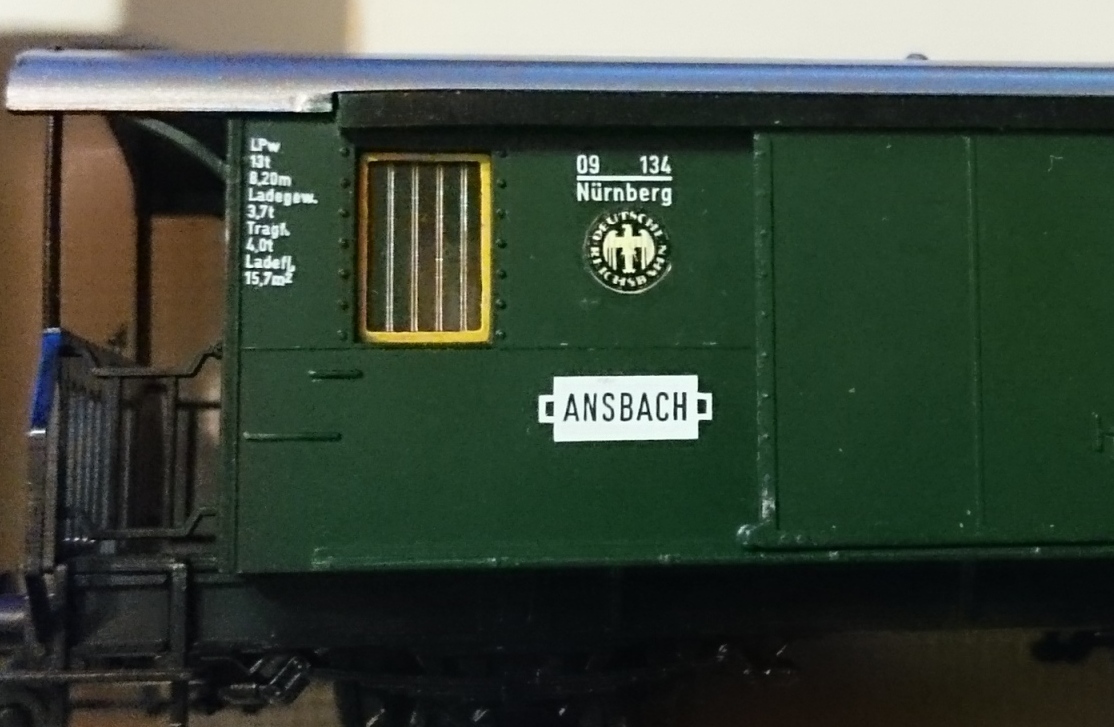 LPw
13t
8,20m
Ladegew.
3,7t
Tragf.
4,0t
Ladefl.
15,7m²
09 134
Nürnberg
DEUTSCHE
REICHSBAHN
ANSBACH